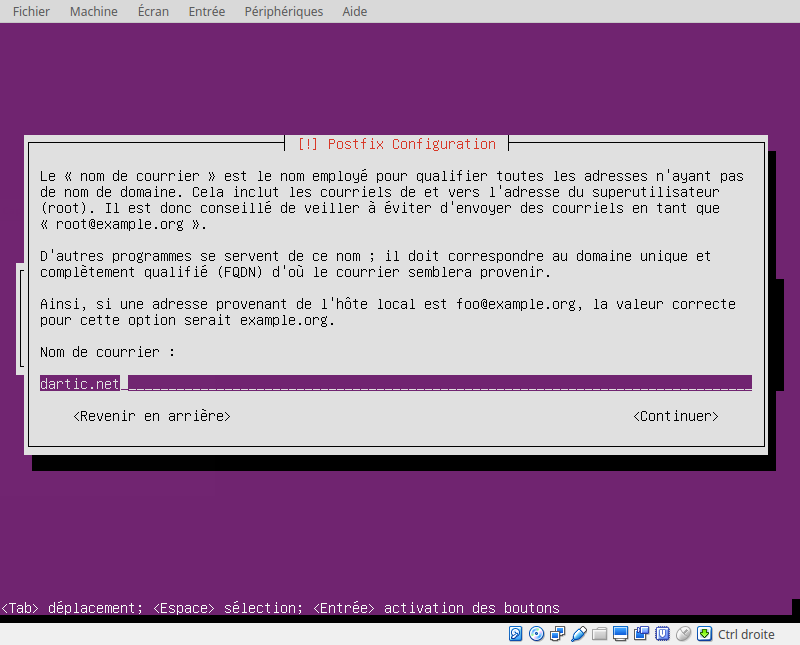 Fichier Machine Écran Entrée Périphériques Aide
[!] Postfix Configuration
Le « nom de courrier » est le nom employé pour qualifier toutes les adresses n'ayant pas
de nom de domaine. Cela inclut les courriels de et vers l'adresse du superutilisateur
(root). Il est donc conseillé de veiller à éviter d'envoyer des courriels en tant que
« root@example.org ».
D'autres programmes se servent de ce nom ; il doit correspondre au domaine unique et
complètement qualifié (FQDN) d'où le courrier semblera provenir.
Ainsi, si une adresse provenant de l'hôte local est foo@example.org, la valeur correcte
pour cette option serait example.org.
Nom de courrier :
dartic.net
<Revenir en arrière> <Continuer>
<Tab> déplacement; <Espace> sélection; <Entrée> activation des boutons
Ctrl droite